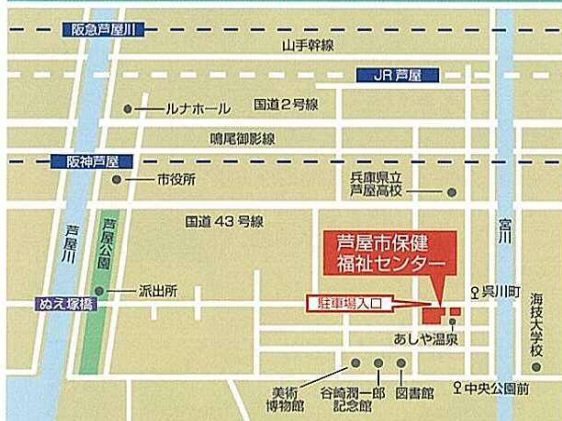 阪急芦屋川
山手幹線
JR 芦屋
ルナホール
国道2号線
鳴尾御影線
阪神芦屋
市役所
兵庫県立
芦屋高校
国道 43 号線
芦屋川
芦屋公園
宮川
芦屋市保健
福祉センター
派出所
呉川町
ぬえ塚橋
駐車場入口
海技大学校
あしや温泉
美術
博物館
谷崎潤一郎
記念館
図書館
中央公園前